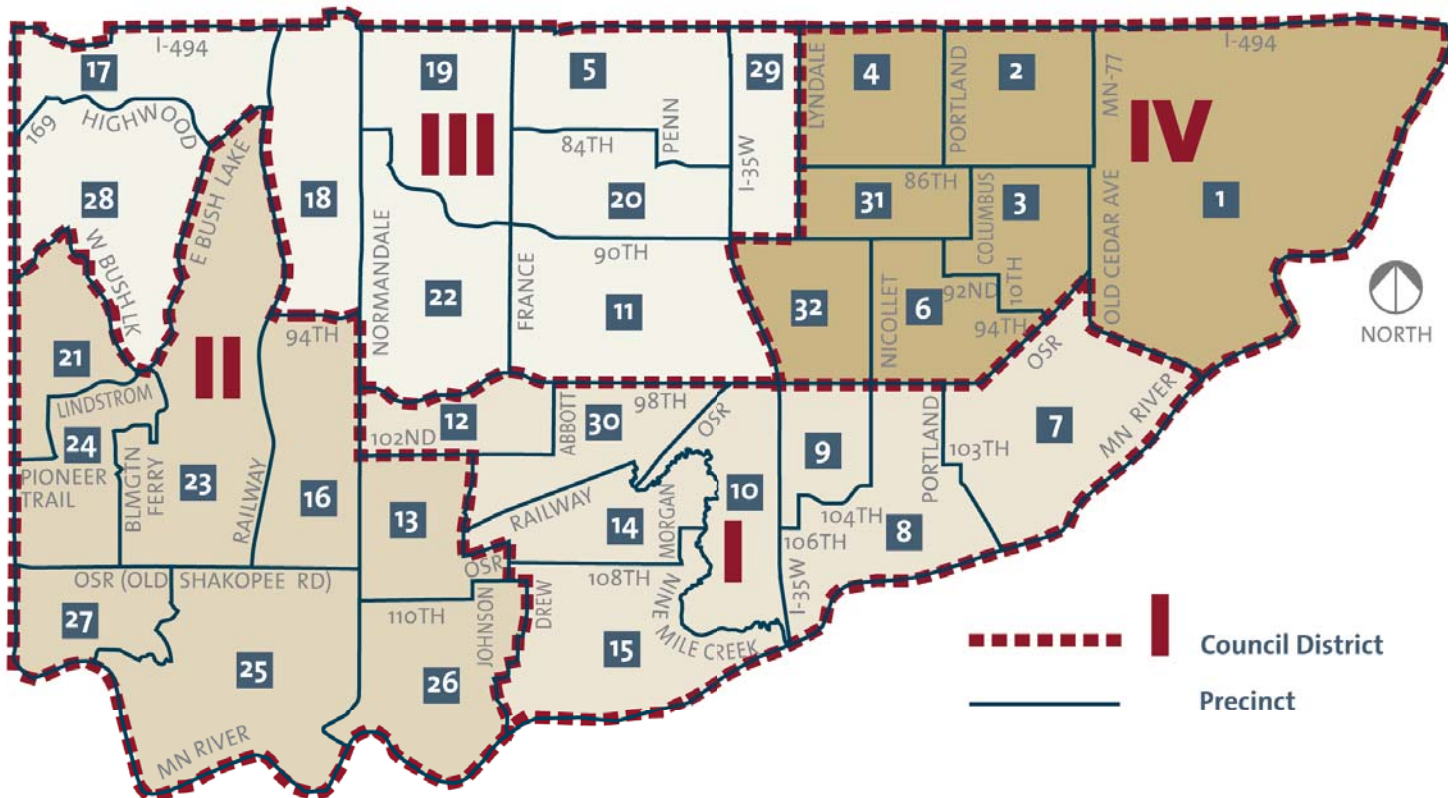 I-494
I-494
17
19
5
29
4
2
LYNDALE
PORTLAND
MN-77
IV
169
HIGHWOOD
III
84TH
PENN
I-35W
E BUSH LAKE
28
18
20
31
86TH
3
1
COLUMBUS
W BUSH LK
NORMANDALE
22
FRANCE
90TH
11
32
NICOLLET
6
92ND
10TH
94TH
OLD CEDAR AVE
NORTH
21
II
94TH
OSR
LINDSTROM
12
102ND
ABBOTT
30
98TH
OSR
PORTLAND
7
MN RIVER
24
PIONEER
TRAIL
BLMGTN
FERRY
23
RAILWAY
16
13
RAILWAY
14
MORGAN
10
9
103TH
104TH
8
106TH
I
I-35W
OSR (OLD SHAKOPEE RD)
OSR
108TH
DREW
NINE
MILE CREEK
27
110TH
JOHNSON
15
25
26
MN RIVER
I Council District
Precinct